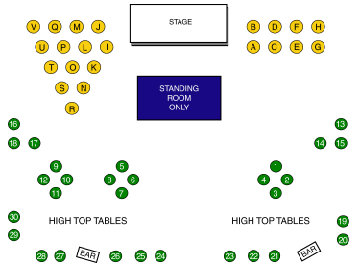 V Q M J
STAGE
B D F H
U P L I
A C E G
T O K
S N
R
STANDING
ROOM
ONLY
16
13
18 17
14 15
9
5
1
12 10
8 6
4 2
11
7
3
30
HIGH TOP TABLES
HIGH TOP TABLES
19
29
20
28 27
BAR
26 25 24
23 22 21
BAR